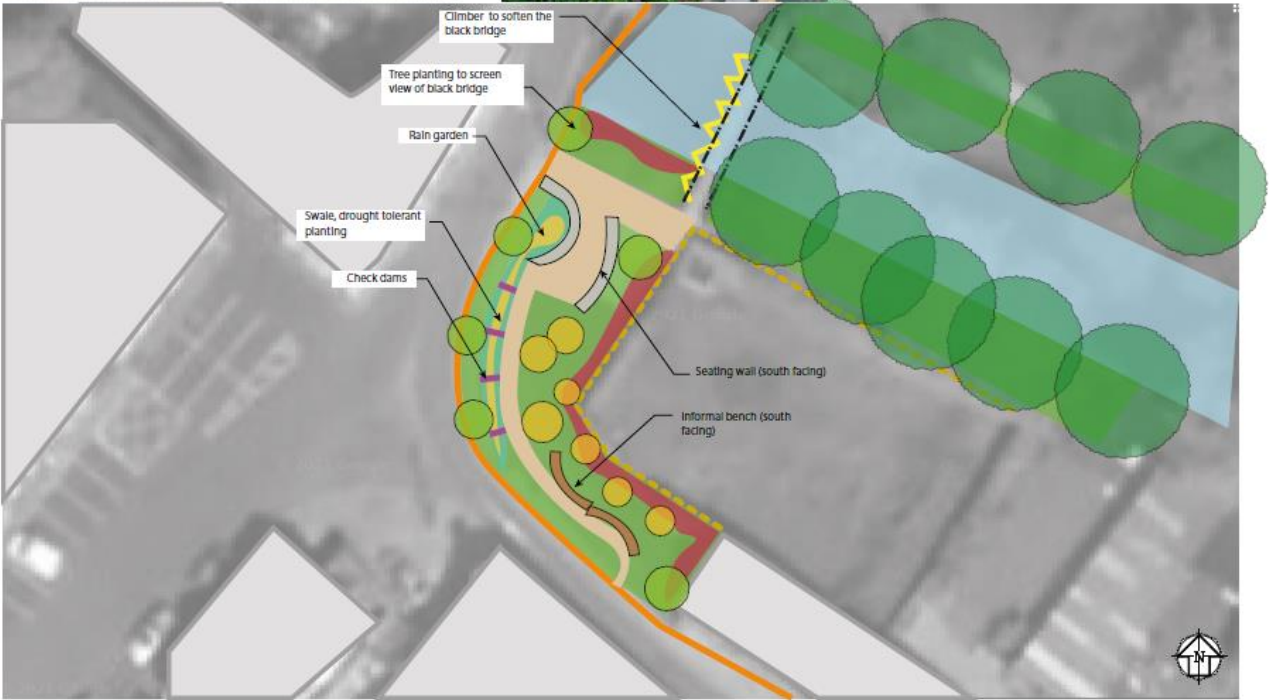 Climber to soften the
black bridge
Tree planting to screen
view of black bridge
Rain garden
Swale, drought tolerant
planting
Check dams
Seating wall (south facing)
Informal bench (south
facing)
N